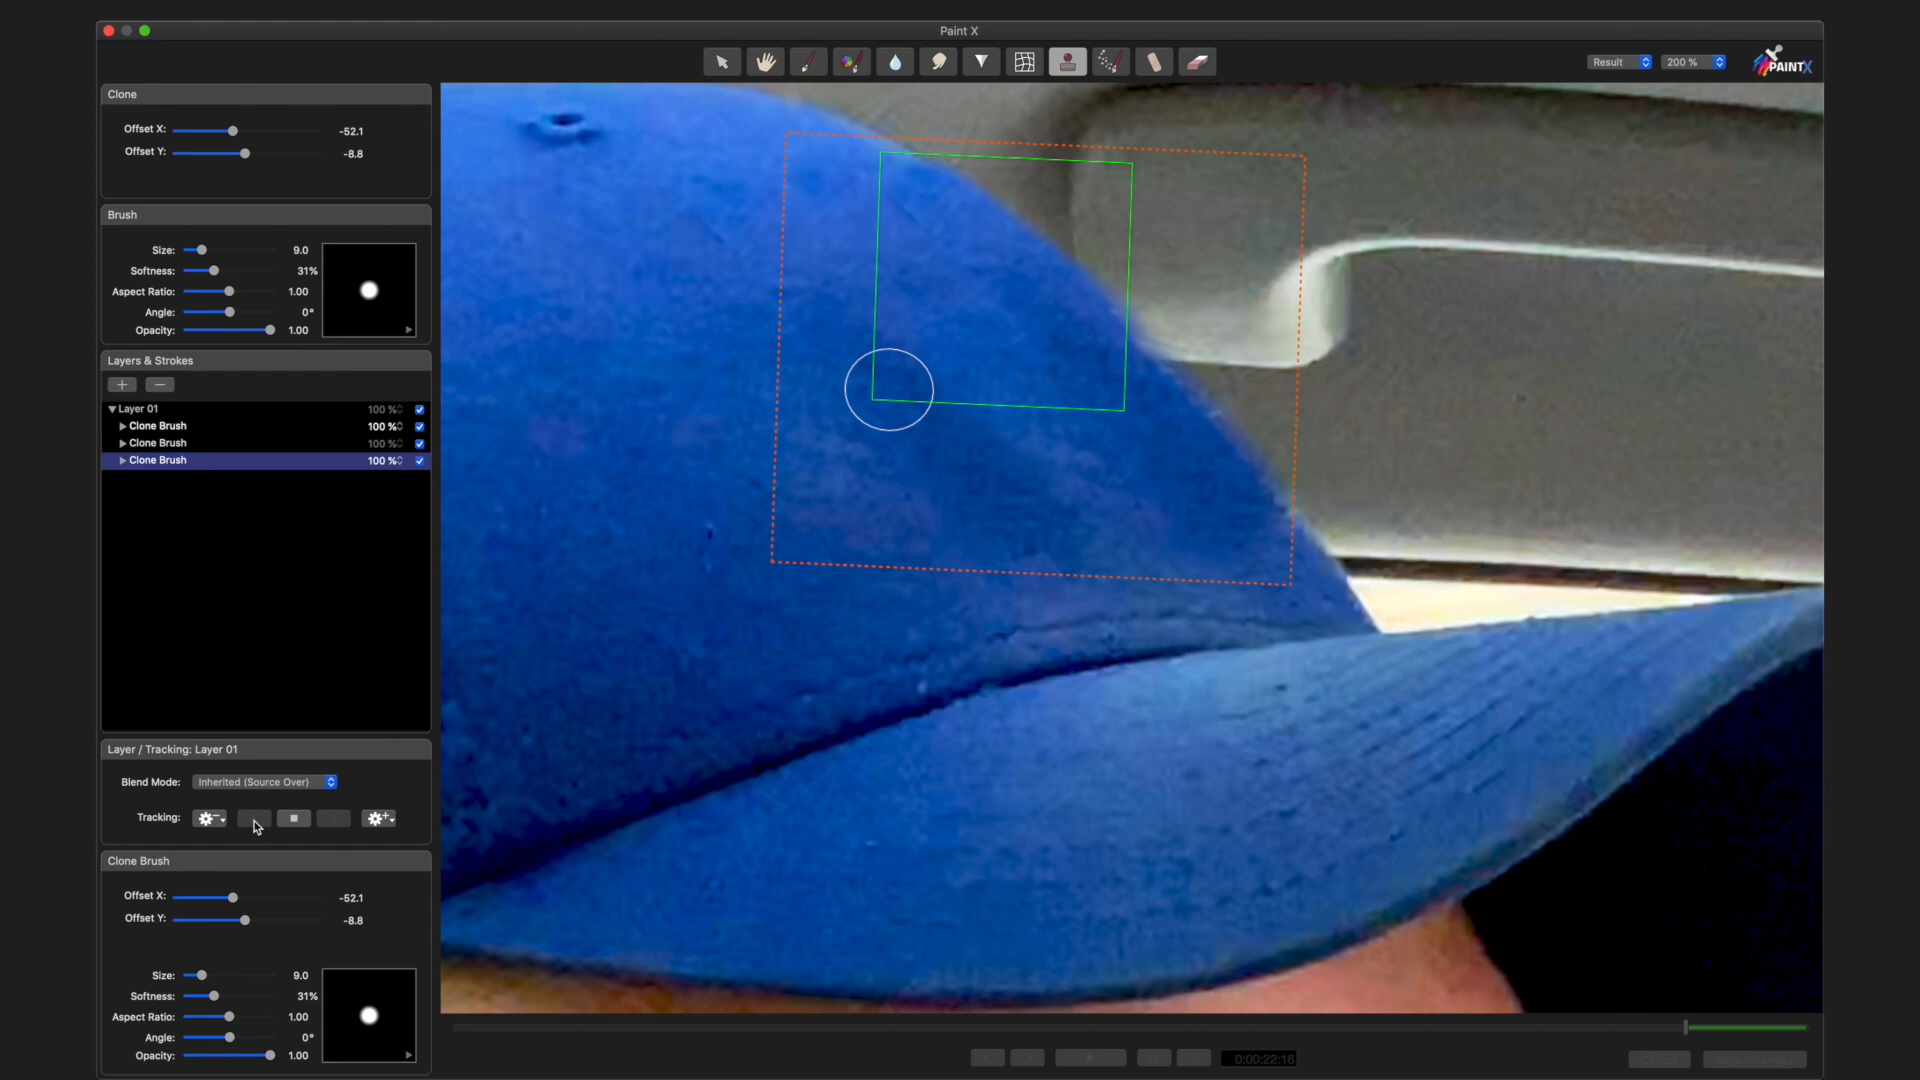 Paint X
Result
200 %
PAINTX
Clone
Offset X: -52.1
Offset Y: -8.8
Brush
Size: 9.0
Softness: 31%
Aspect Ratio: 1.00
Angle: 0°
Opacity: 1.00
Layers & Strokes
Layer 01 100 %
Clone Brush 100 %
Clone Brush 100 %
Clone Brush 100 %
Layer / Tracking: Layer 01
Blend Mode: Inherited (Source Over)
Tracking:
Clone Brush
Offset X: -52.1
Offset Y: -8.8
Size: 9.0
Softness: 31%
Aspect Ratio: 1.00
Angle: 0°
Opacity: 1.00
0:00:22:16